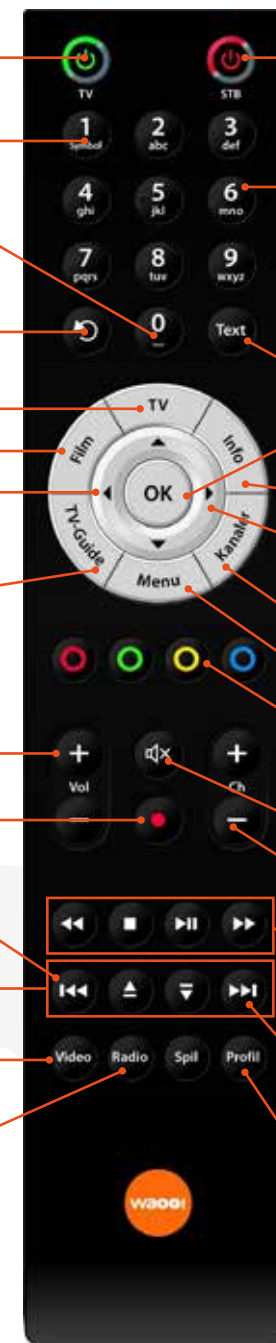 TV STB
1 2 3
Symbol abc def
4 5 6
ghi jkl mno
7 8 9
pqrs tuv wxyz
0 Text
TV
Film Info
OK
TV-Guide Kanaler
Menu
+ +
Vol Ch
− −
Video Radio Spil Profil
waoo!